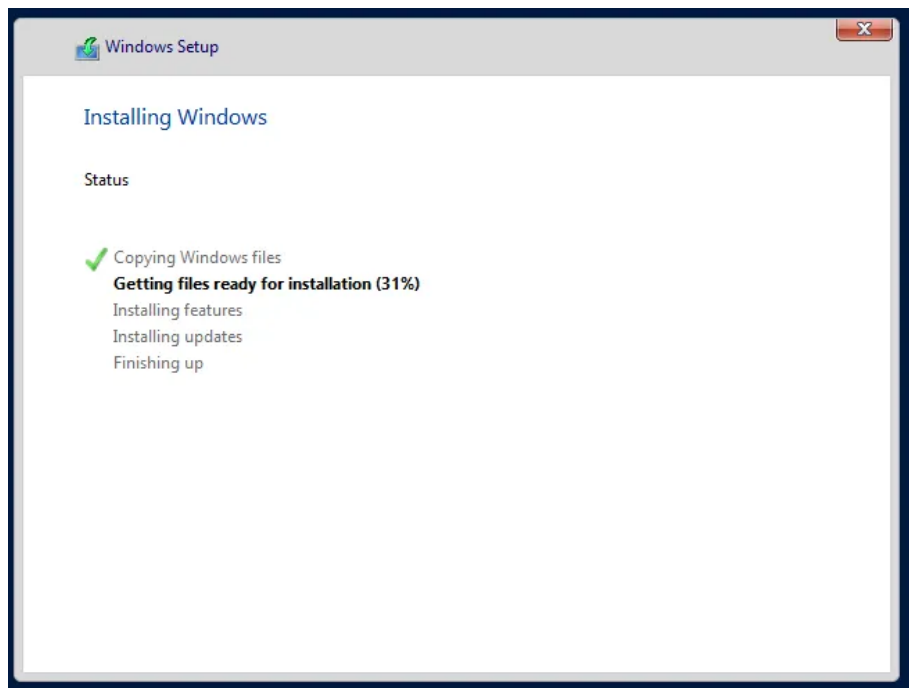 Windows Setup
Installing Windows
Status
Copying Windows files
Getting files ready for installation (31%)
Installing features
Installing updates
Finishing up